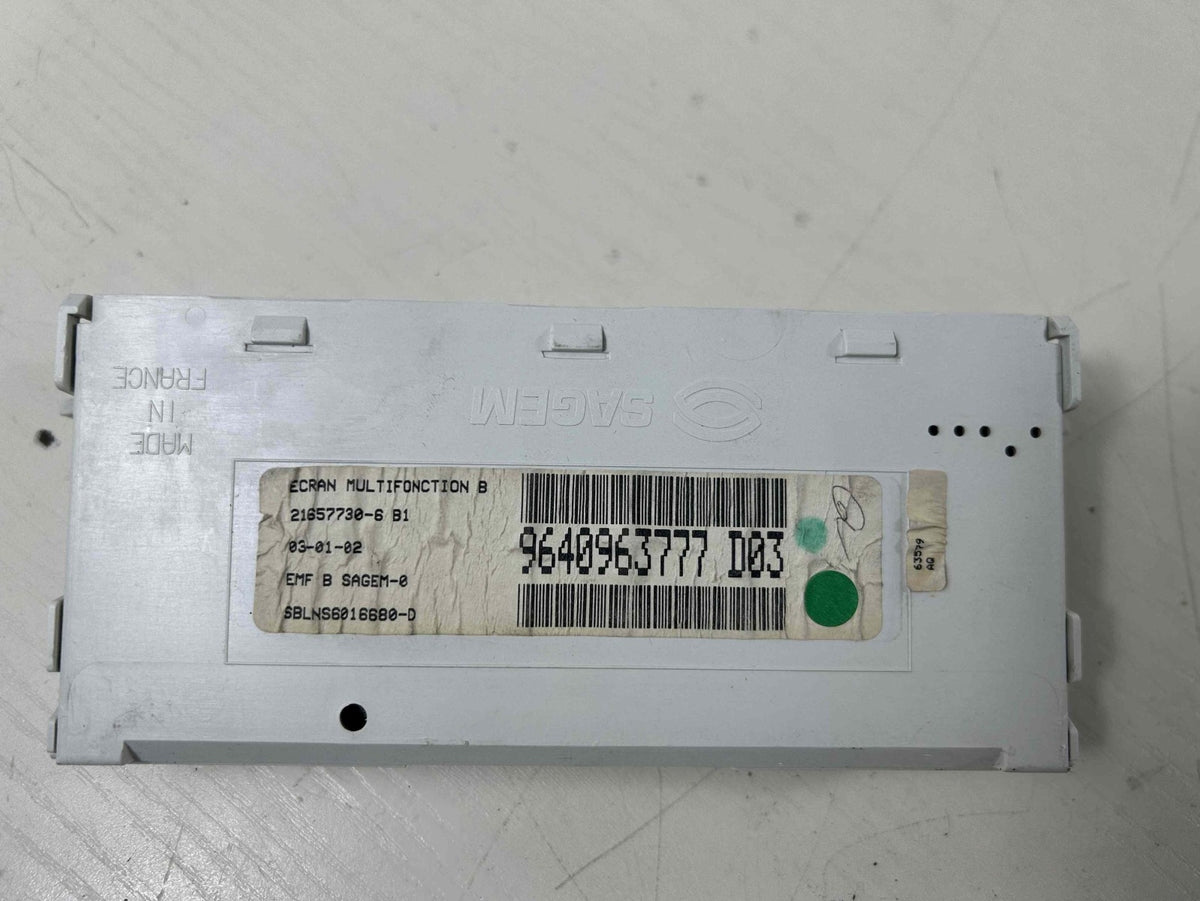 MADE
IN
FRANCE
SAGEM
ECRAN MULTIFONCTION B
21657730-6 B1
03-01-02
EMF B SAGEM-0
SBLNS6016680-D
9640963777 D03
63579
AQ